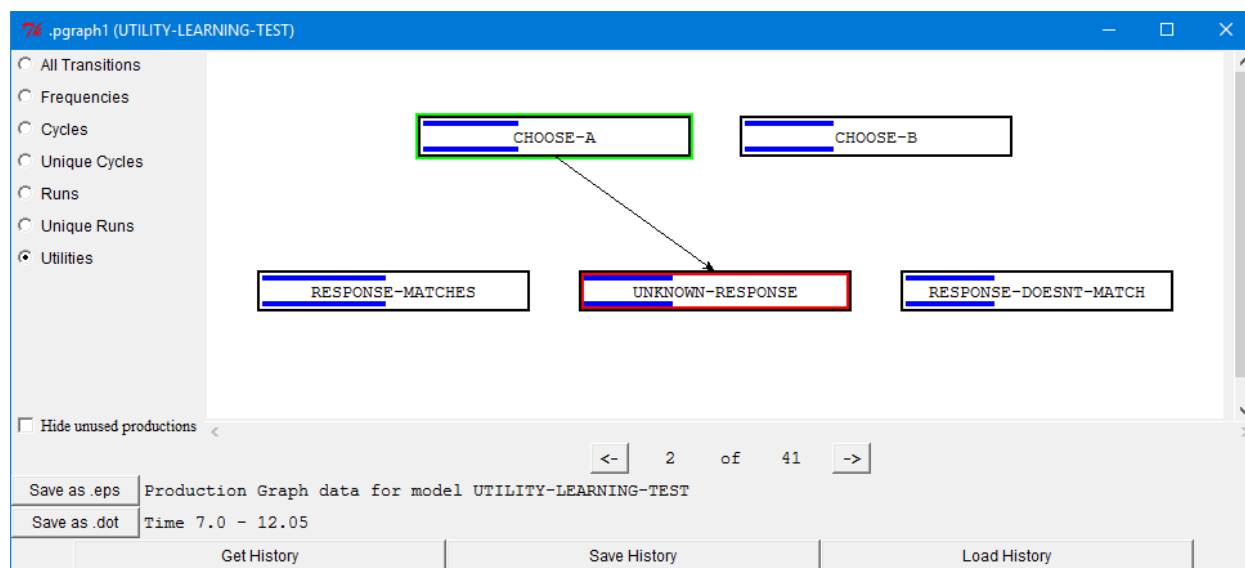 .pgraph1 (UTILITY-LEARNING-TEST)
All Transitions
Frequencies
Cycles
Unique Cycles
Runs
Unique Runs
Utilities
CHOOSE-A
CHOOSE-B
RESPONSE-MATCHES
UNKNOWN-RESPONSE
RESPONSE-DOESNT-MATCH
Hide unused productions
<- 2 of 41 ->
Save as .eps Production Graph data for model UTILITY-LEARNING-TEST
Save as .dot Time 7.0 - 12.05
Get History Save History Load History